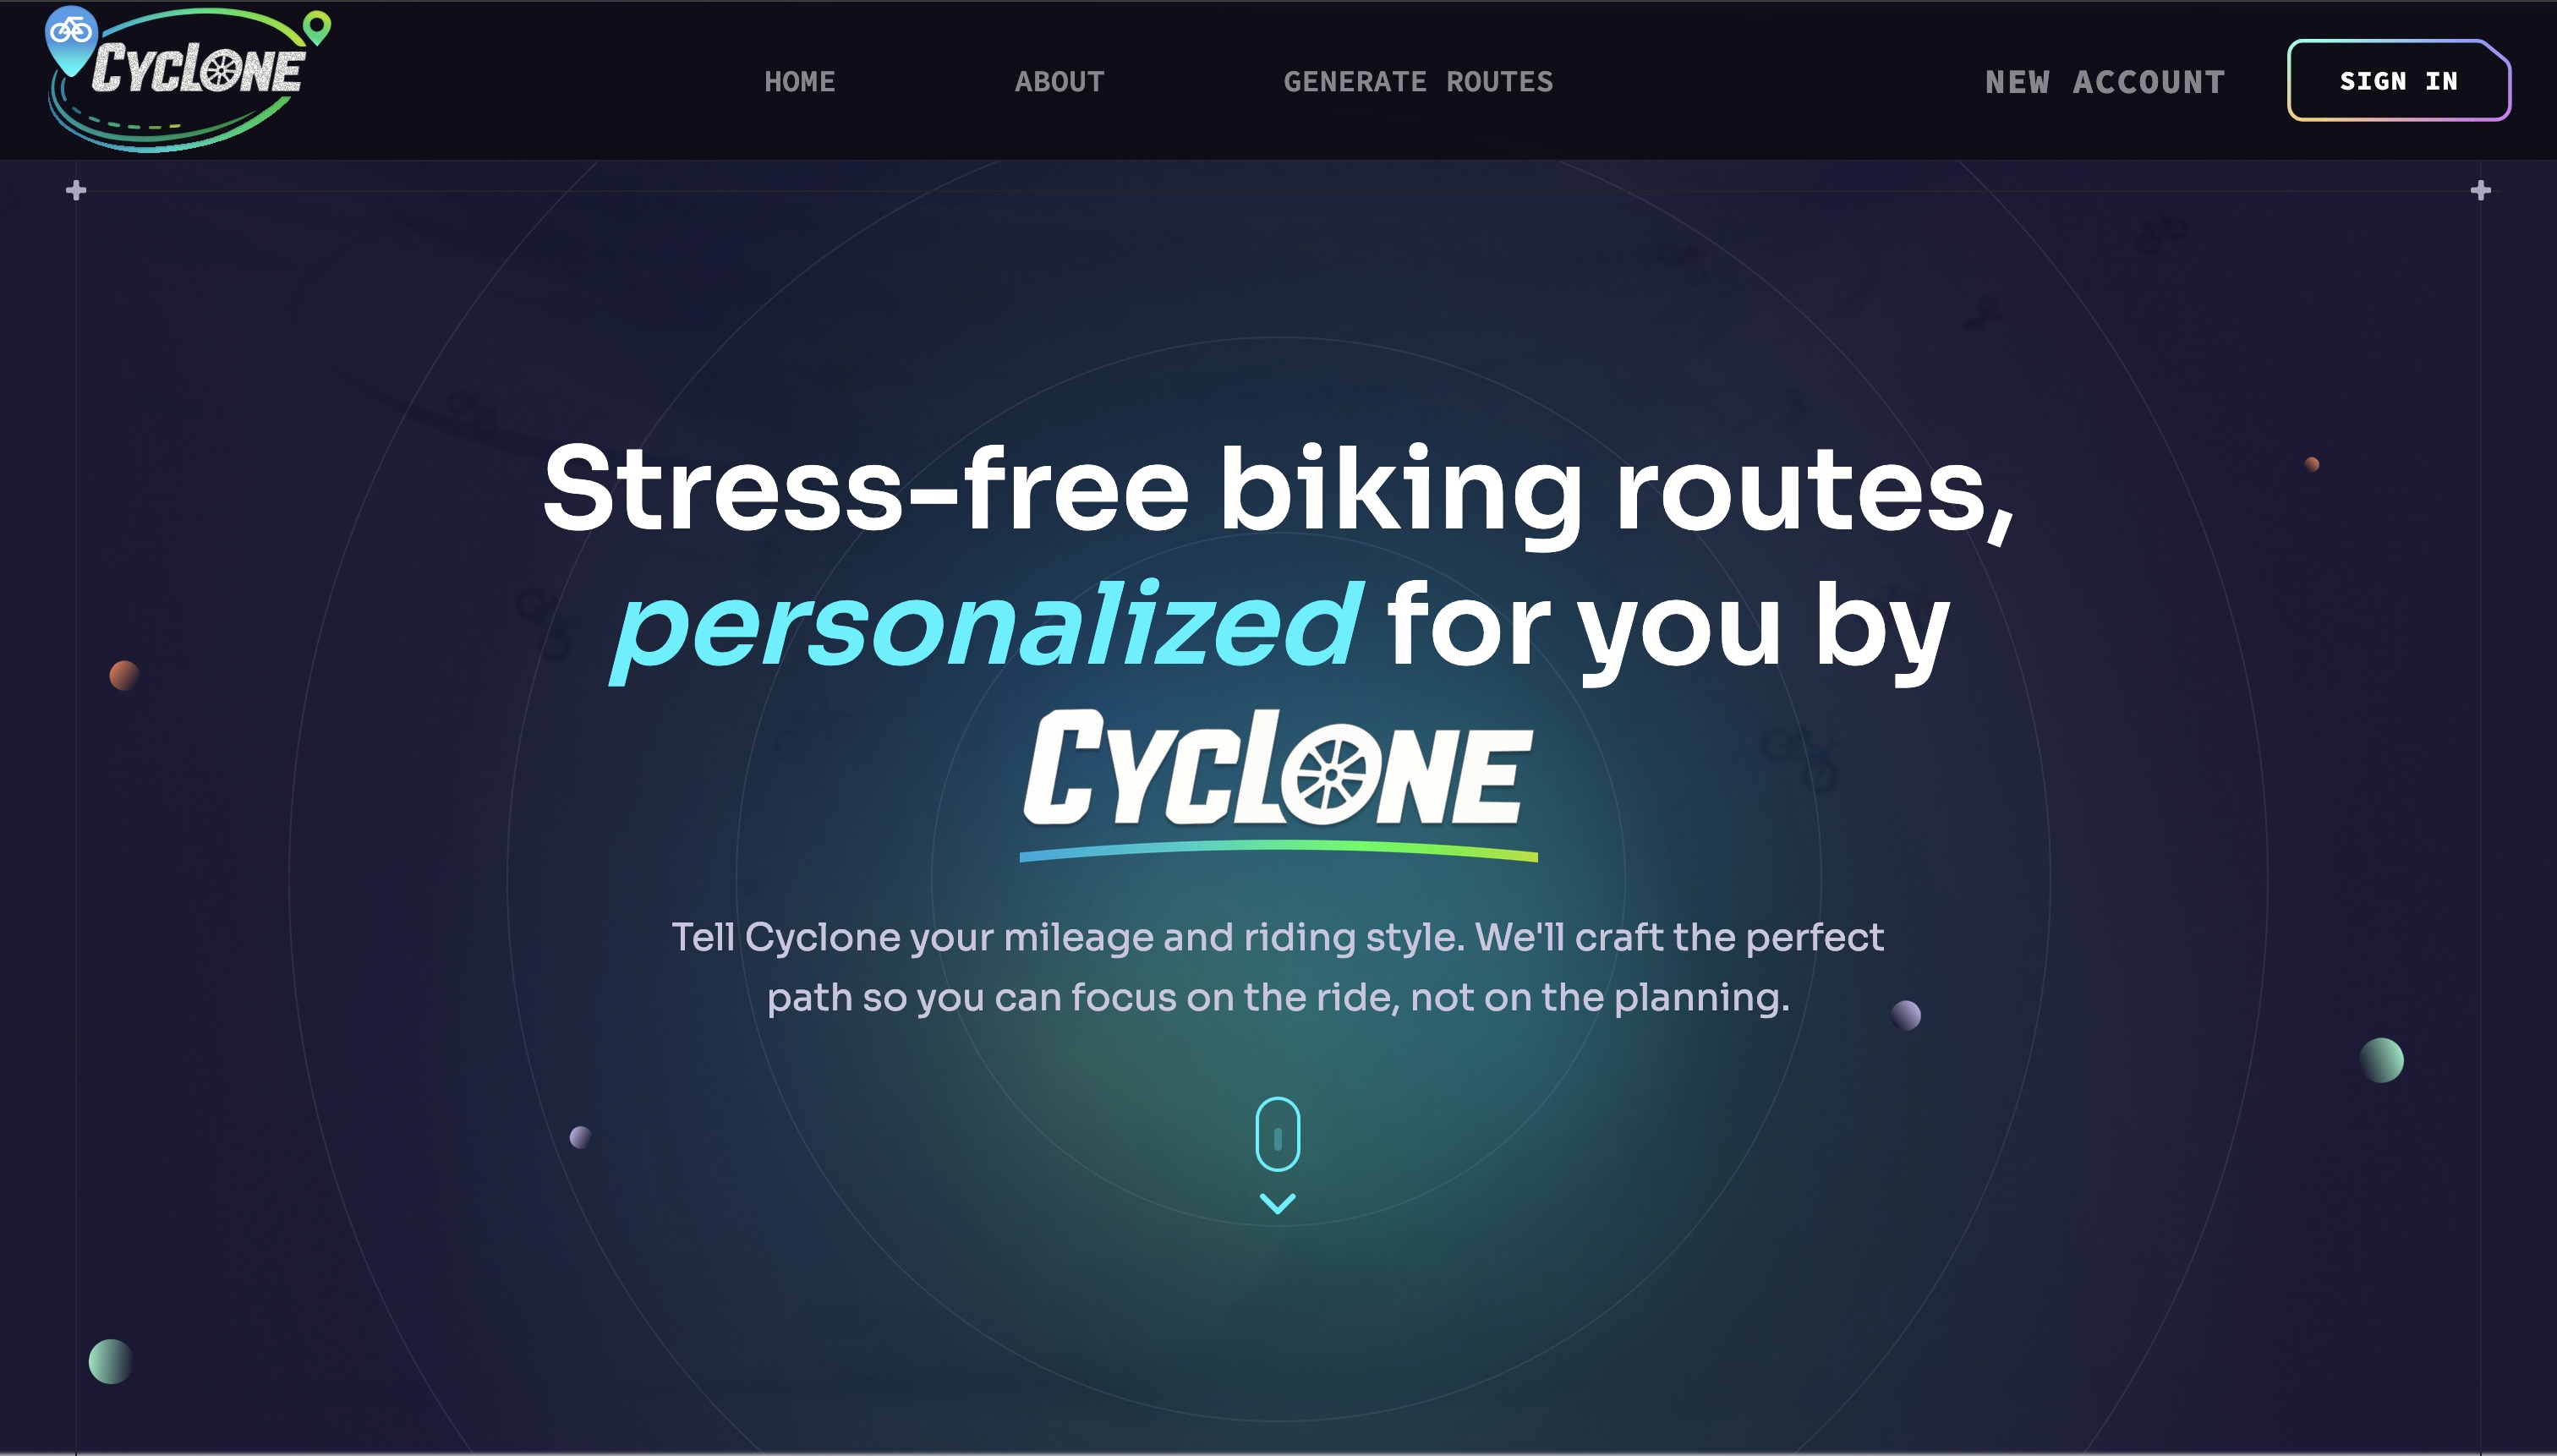 CYCLONE
HOME
ABOUT
GENERATE ROUTES
NEW ACCOUNT
SIGN IN
Stress-free biking routes,
personalized for you by
CYCLONE
Tell Cyclone your mileage and riding style. We'll craft the perfect
path so you can focus on the ride, not on the planning.